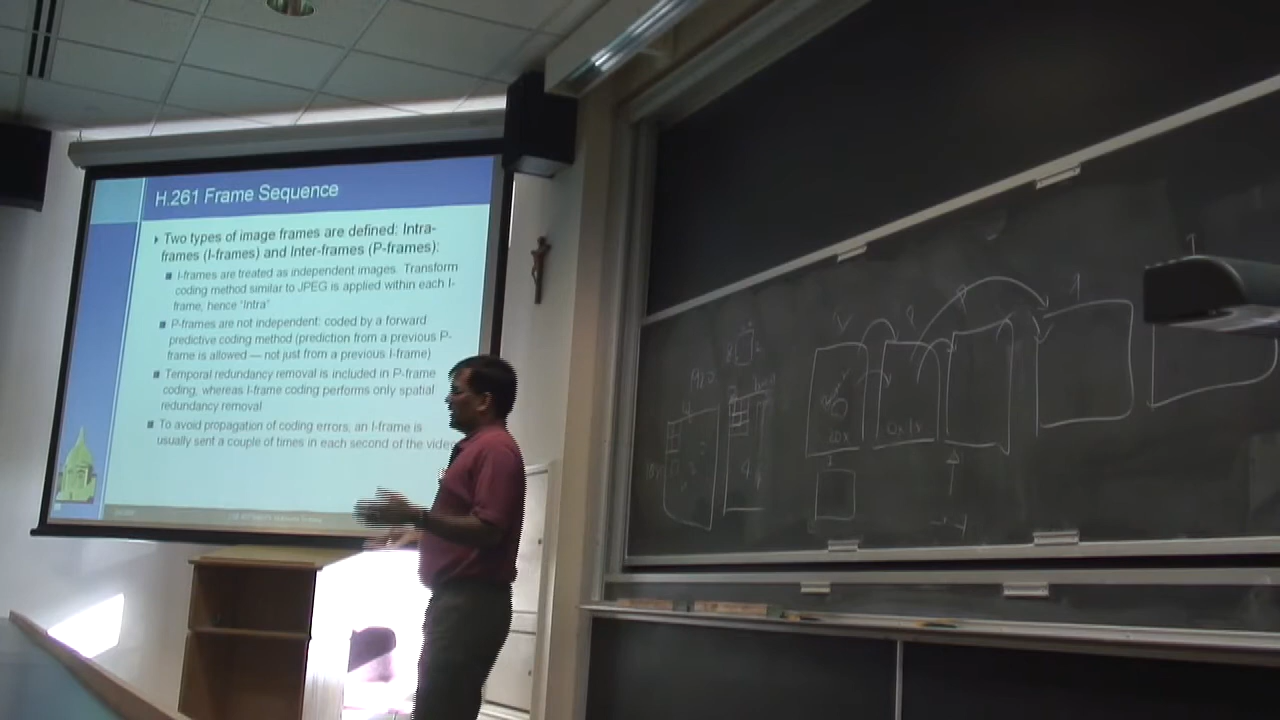 H.261 Frame Sequence
Two types of image frames are defined: Intra-
frames (I-frames) and Inter-frames (P-frames):
I-frames are treated as independent images. Transform
coding method similar to JPEG is applied within each I-
frame, hence "Intra"
P-frames are not independent: coded by a forward
predictive coding method (prediction from a previous P-
frame is allowed — not just from a previous I-frame)
Temporal redundancy removal is included in P-frame
coding, whereas I-frame coding performs only spatial
redundancy removal
To avoid propagation of coding errors, an I-frame is
usually sent a couple of times in each second of the vide